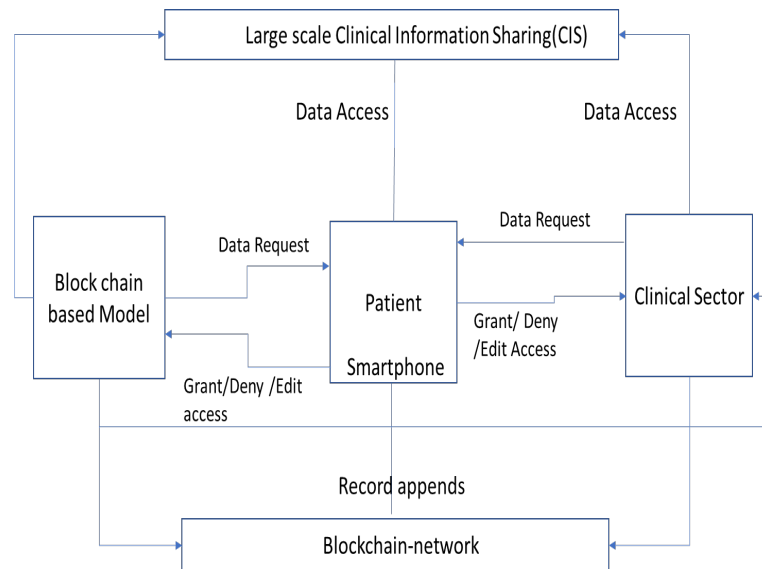 Large scale Clinical Information Sharing(CIS)
Data Access
Data Access
Data Request
Data Request
Block chain
based Model
Patient
Smartphone
Clinical Sector
Grant/ Deny
/Edit Access
Grant/Deny /Edit
access
Record appends
Blockchain-network